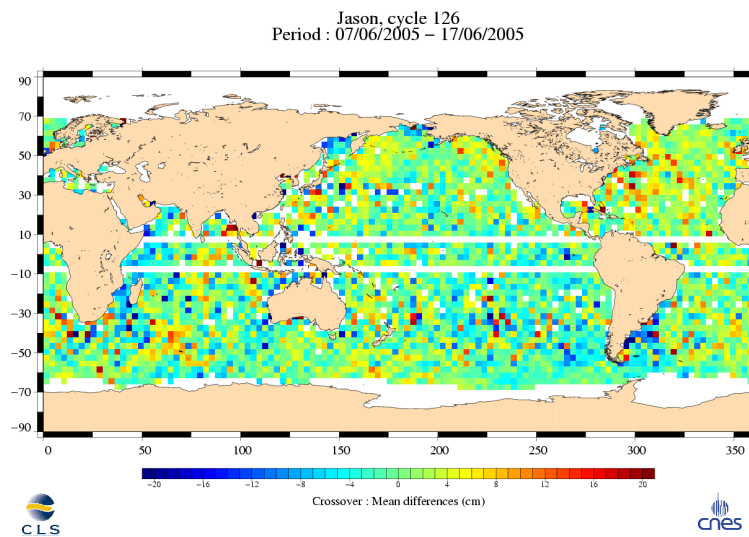 Jason, cycle 126
Period : 07/06/2005 − 17/06/2005
90
70
50
30
10
−10
−30
−50
−70
−90
0 50 100 150 200 250 300 350
−20 −16 −12 −8 −4 0 4 8 12 16 20
Crossover : Mean differences (cm)
CLS
cnes